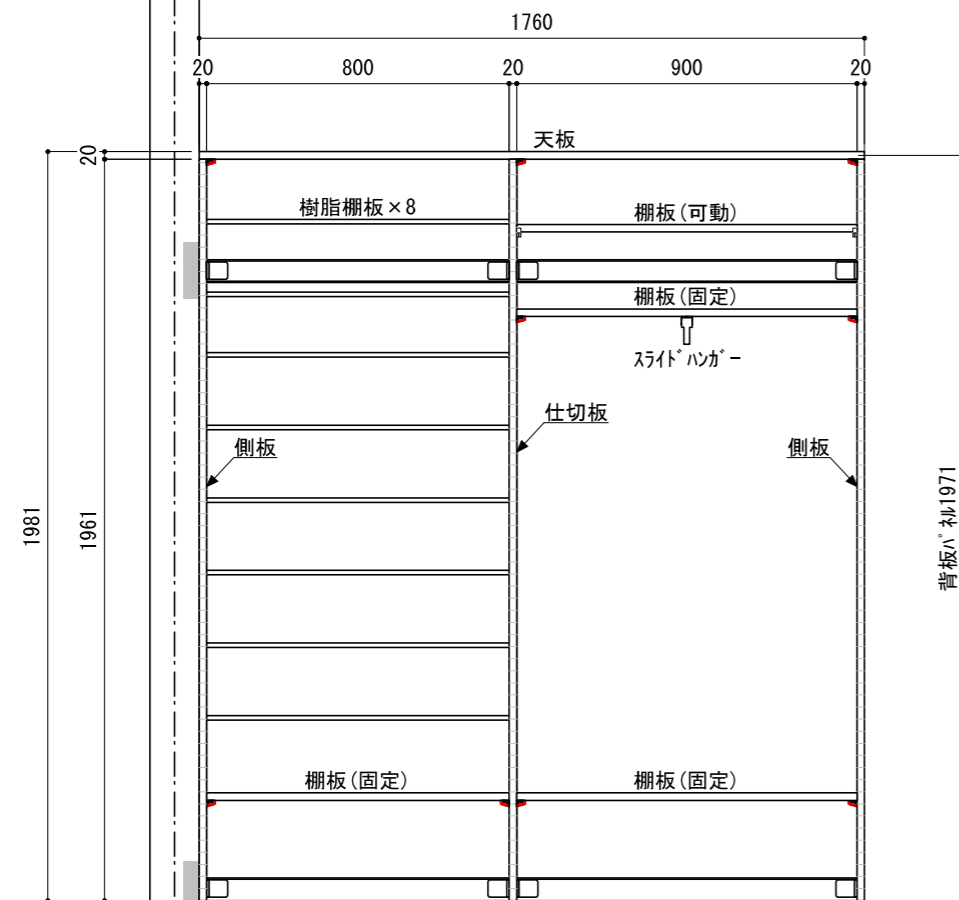 1760
20 800 20 900 20
天板
20
樹脂棚板×8
棚板(可動)
棚板(固定)
ｽﾗｲﾄﾞﾊﾝｶﾞｰ
仕切板
側板
側板
1981
1961
背板ﾊﾟﾈﾙ1971
棚板(固定)
棚板(固定)